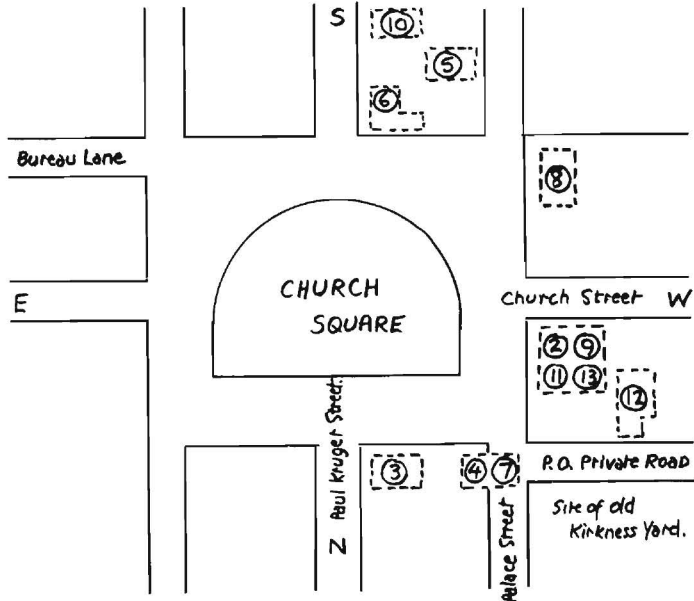 S
10
5
6
Bureau Lane
8
E
CHURCH
SQUARE
Church Street W
2 9
11 13
12
Paul Kruger Street.
3
4 7
P.O. Private Road
N
Palace Street
Site of old
Kirkness Yard.